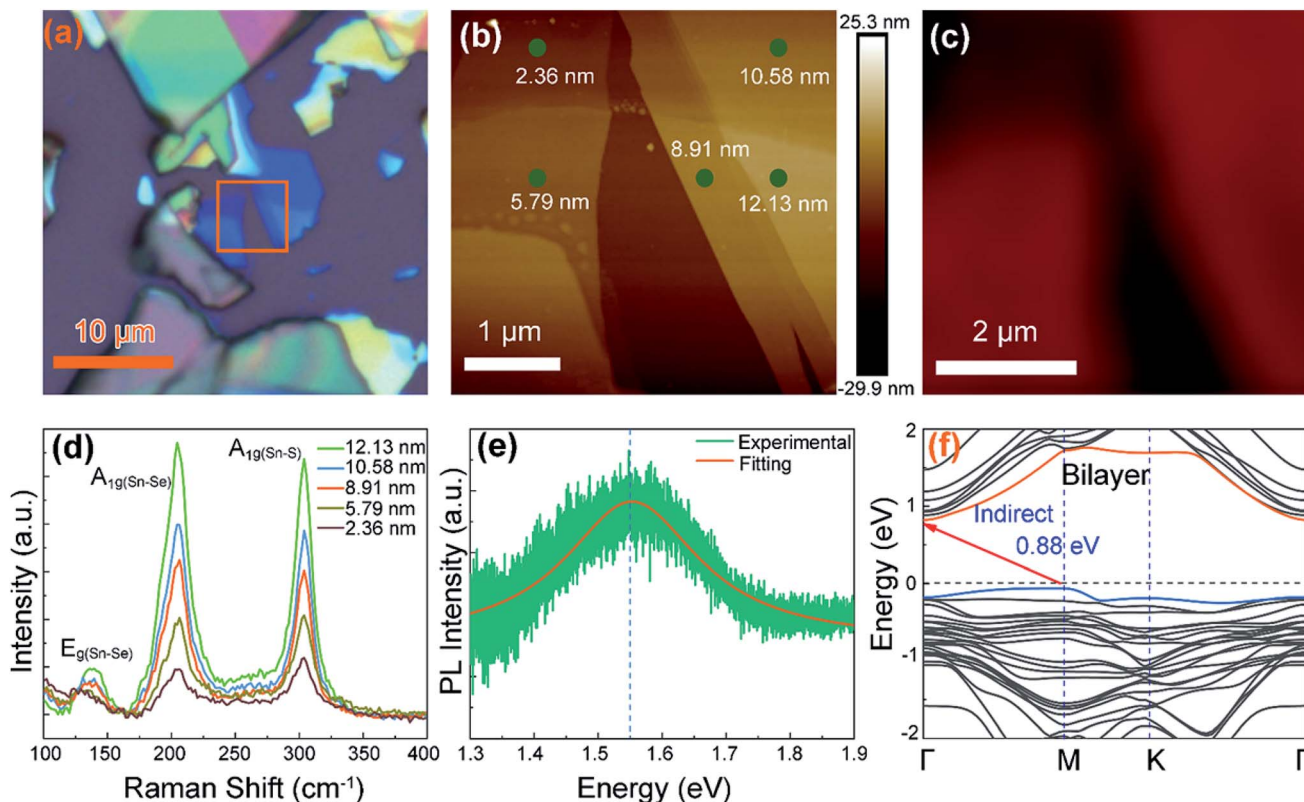 (a)
10 μm
(b)
2.36 nm
10.58 nm
8.91 nm
5.79 nm
12.13 nm
1 μm
25.3 nm
-29.9 nm
(c)
2 μm
(d)
A1g(Sn-Se)
A1g(Sn-S)
Eg(Sn-Se)
12.13 nm
10.58 nm
8.91 nm
5.79 nm
2.36 nm
Intensity (a.u.)
100 150 200 250 300 350 400
Raman Shift (cm-1)
(e)
Experimental
Fitting
PL Intensity (a.u.)
1.3 1.4 1.5 1.6 1.7 1.8 1.9
Energy (eV)
(f)
Bilayer
Indirect
0.88 eV
Energy (eV)
2
1
0
-1
-2
Γ M K Γ